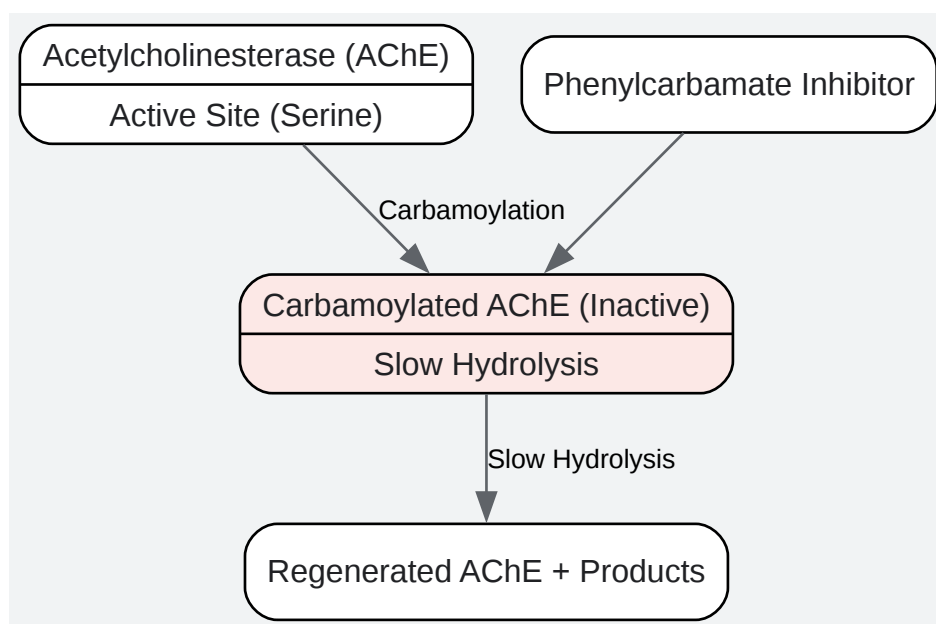 Acetylcholinesterase (AChE)
Active Site (Serine)
Phenylcarbamate Inhibitor
Carbamoylation
Carbamoylated AChE (Inactive)
Slow Hydrolysis
Slow Hydrolysis
Regenerated AChE + Products